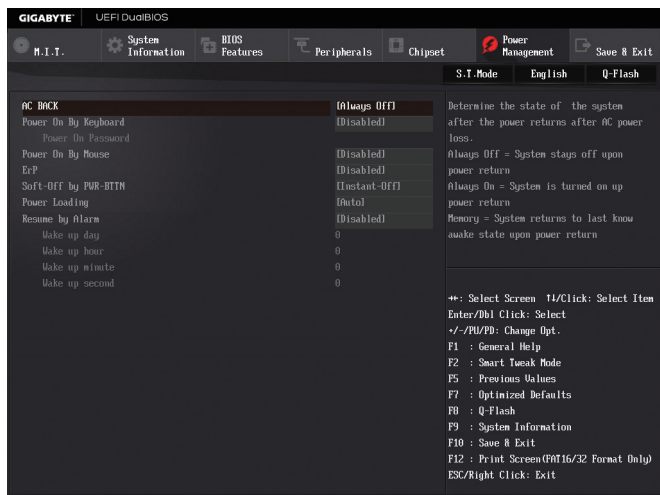 GIGABYTE™ UEFI DualBIOS
M.I.T.
System Information
BIOS Features
Peripherals
Chipset
Power Management
Save & Exit
S.T.Mode English Q-Flash
AC BACK [Always Off]
Power On By Keyboard [Disabled]
Power On Password
Power On By Mouse [Disabled]
ErP [Disabled]
Soft-Off by PWR-BTTN [Instant-Off]
Power Loading [Auto]
Resume by Alarm [Disabled]
Wake up day 0
Wake up hour 0
Wake up minute 0
Wake up second 0
Determine the state of the system
after the power returns after AC power
loss.
Always Off = System stays off upon
power return
Always On = System is turned on up
power return
Memory = System returns to last know
awake state upon power return
→←: Select Screen ↑↓/Click: Select Item
Enter/Dbl Click: Select
+/-/PU/PD: Change Opt.
F1 : General Help
F2 : Smart Tweak Mode
F5 : Previous Values
F7 : Optimized Defaults
F8 : Q-Flash
F9 : System Information
F10 : Save & Exit
F12 : Print Screen(FAT16/32 Format Only)
ESC/Right Click: Exit